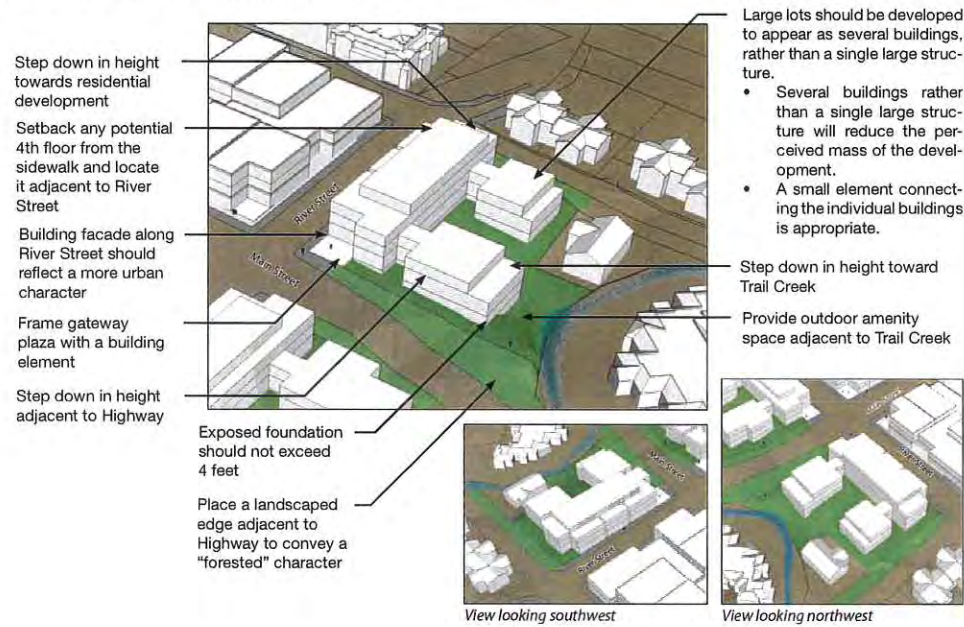 Step down in height
towards residential
development
Setback any potential
4th floor from the
sidewalk and locate
it adjacent to River
Street
Building facade along
River Street should
reflect a more urban
character
Frame gateway
plaza with a building
element
Step down in height
adjacent to Highway
Exposed foundation
should not exceed
4 feet
Place a landscaped
edge adjacent to
Highway to convey a
“forested” character
River Street
Main Street
Large lots should be developed
to appear as several buildings,
rather than a single large struc-
ture.
• Several buildings rather
than a single large struc-
ture will reduce the per-
ceived mass of the devel-
opment.
• A small element connect-
ing the individual buildings
is appropriate.
Step down in height toward
Trail Creek
Provide outdoor amenity
space adjacent to Trail Creek
Main Street
River Street
View looking southwest
Main Street
River Street
View looking northwest